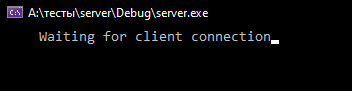 A:\тесты\server\Debug\server.exe
Waiting for client connection